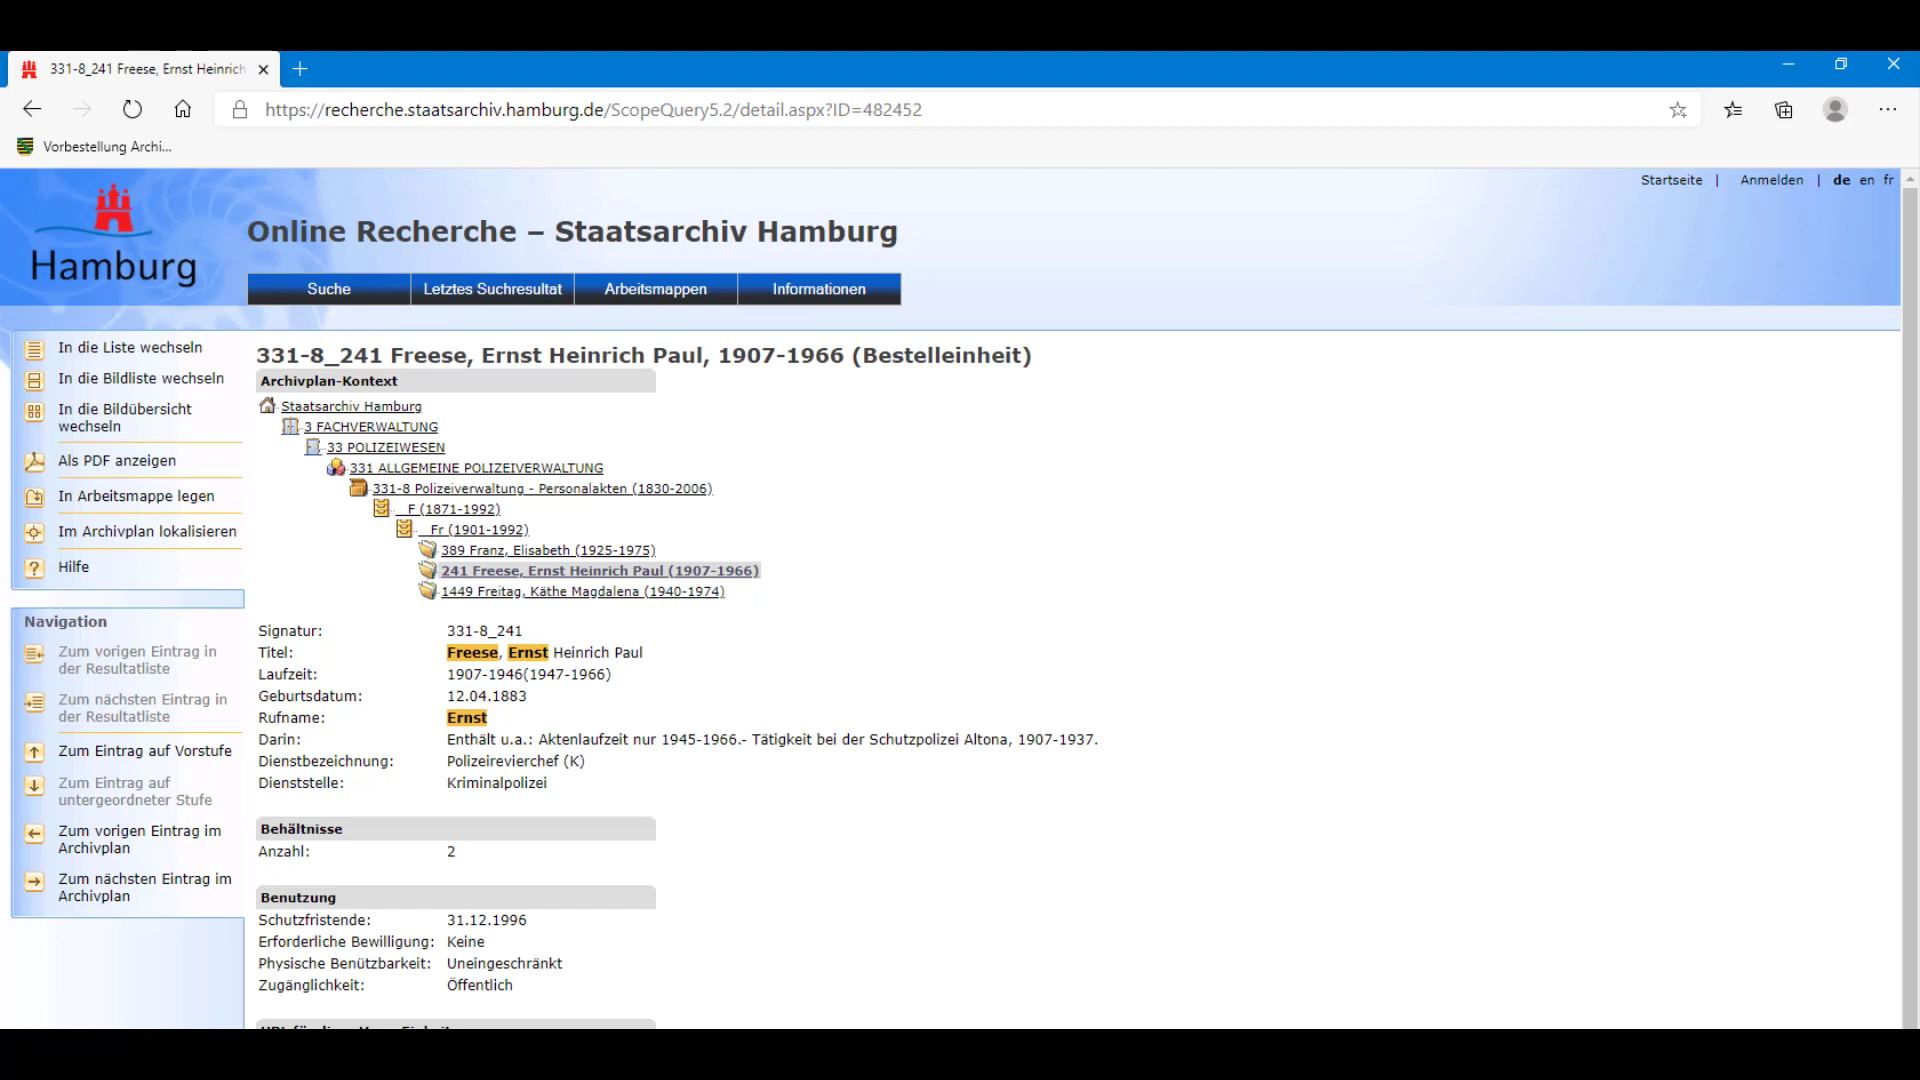 331-8_241 Freese, Ernst Heinrich
https://recherche.staatsarchiv.hamburg.de/ScopeQuery5.2/detail.aspx?ID=482452
Vorbestellung Archi...
Startseite | Anmelden | de en fr
Hamburg
Online Recherche – Staatsarchiv Hamburg
Suche Letztes Suchresultat Arbeitsmappen Informationen
In die Liste wechseln
In die Bildliste wechseln
In die Bildübersicht
wechseln
Als PDF anzeigen
In Arbeitsmappe legen
Im Archivplan lokalisieren
Hilfe
Navigation
Zum vorigen Eintrag in
der Resultatliste
Zum nächsten Eintrag in
der Resultatliste
Zum Eintrag auf Vorstufe
Zum Eintrag auf
untergeordneter Stufe
Zum vorigen Eintrag im
Archivplan
Zum nächsten Eintrag im
Archivplan
331-8_241 Freese, Ernst Heinrich Paul, 1907-1966 (Bestelleinheit)
Archivplan-Kontext
Staatsarchiv Hamburg
3 FACHVERWALTUNG
33 POLIZEIWESEN
331 ALLGEMEINE POLIZEIVERWALTUNG
331-8 Polizeiverwaltung - Personalakten (1830-2006)
_ F (1871-1992)
_ Fr (1901-1992)
389 Franz, Elisabeth (1925-1975)
241 Freese, Ernst Heinrich Paul (1907-1966)
1449 Freitag, Käthe Magdalena (1940-1974)
Signatur: 331-8_241
Titel: Freese, Ernst Heinrich Paul
Laufzeit: 1907-1946(1947-1966)
Geburtsdatum: 12.04.1883
Rufname: Ernst
Darin: Enthält u.a.: Aktenlaufzeit nur 1945-1966.- Tätigkeit bei der Schutzpolizei Altona, 1907-1937.
Dienstbezeichnung: Polizeirevierchef (K)
Dienststelle: Kriminalpolizei
Behältnisse
Anzahl: 2
Benutzung
Schutzfristende: 31.12.1996
Erforderliche Bewilligung: Keine
Physische Benützbarkeit: Uneingeschränkt
Zugänglichkeit: Öffentlich